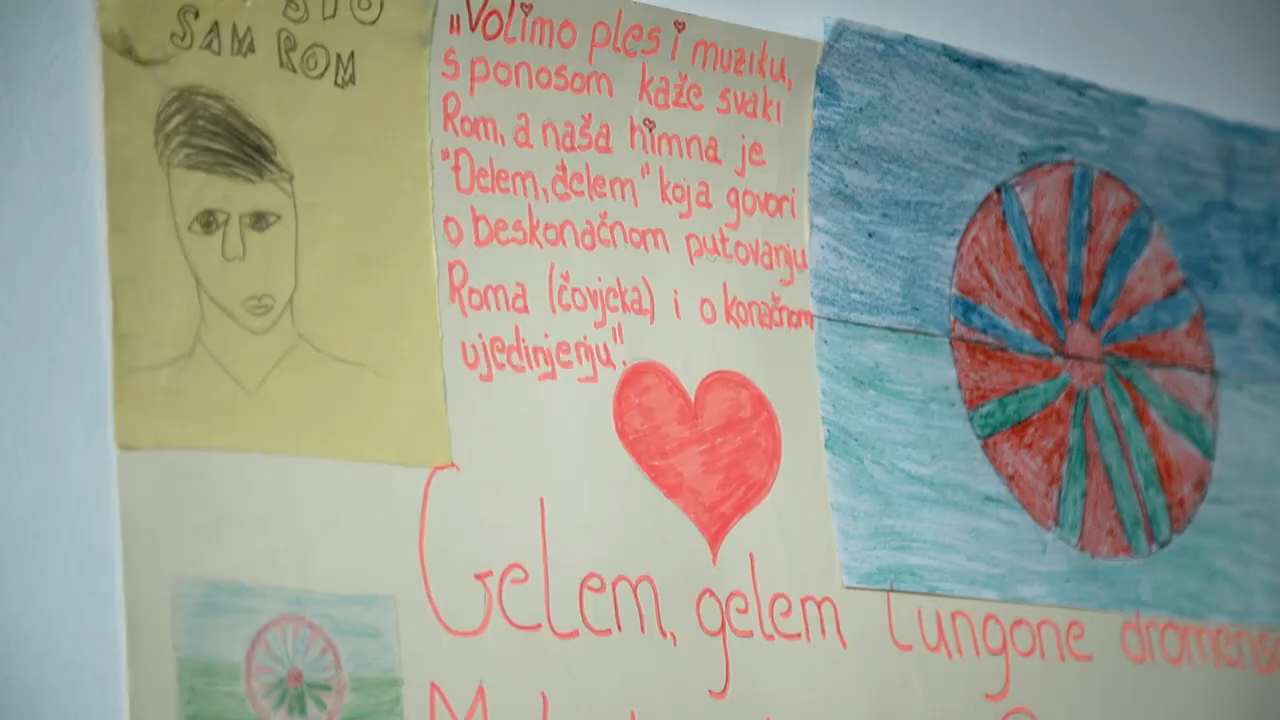 ŠTO
SAM ROM
„Volimo ples i muziku,
s ponosom kaže svaki
Rom, a naša himna je
"Đelem, đelem" koja govori
o beskonačnom putovanju
Roma (čovjeka) i o konačnom
ujedinjenju".
Gelem, gelem lungone dromensa